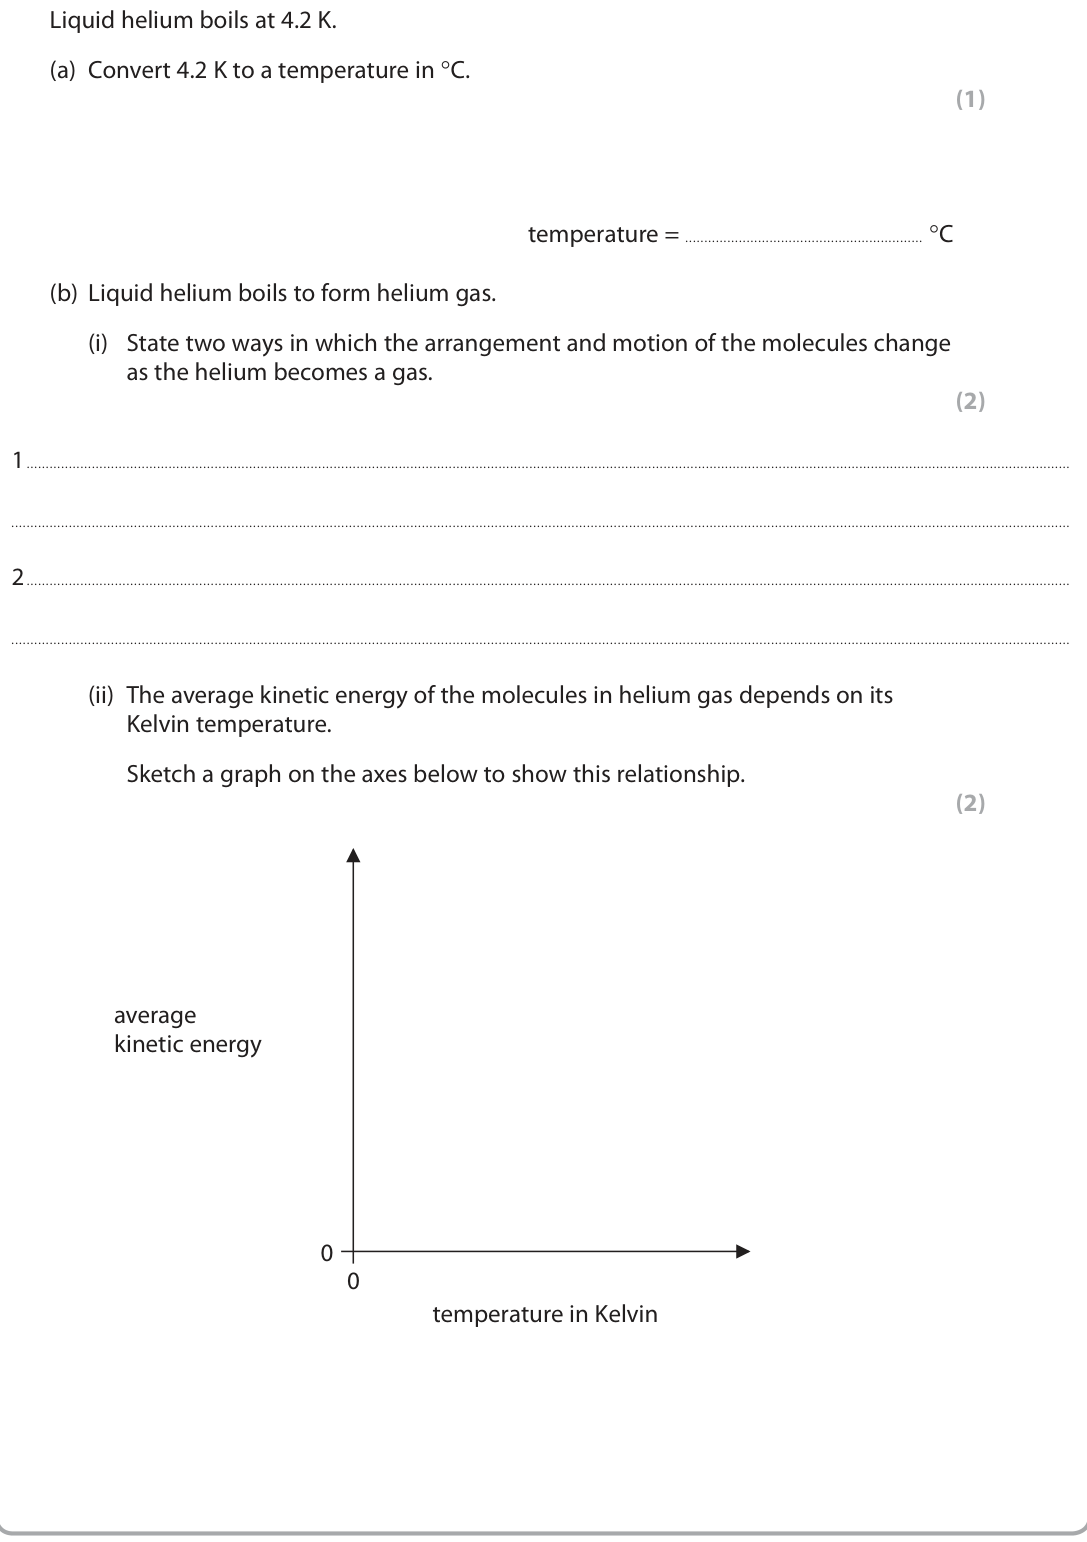 Liquid helium boils at 4.2 K.
(a) Convert 4.2 K to a temperature in °C.
(1)
temperature = ............................................................. °C
(b) Liquid helium boils to form helium gas.
(i) State two ways in which the arrangement and motion of the molecules change
as the helium becomes a gas.
(2)
1
2
(ii) The average kinetic energy of the molecules in helium gas depends on its
Kelvin temperature.
Sketch a graph on the axes below to show this relationship.
(2)
average
kinetic energy
0
0
temperature in Kelvin